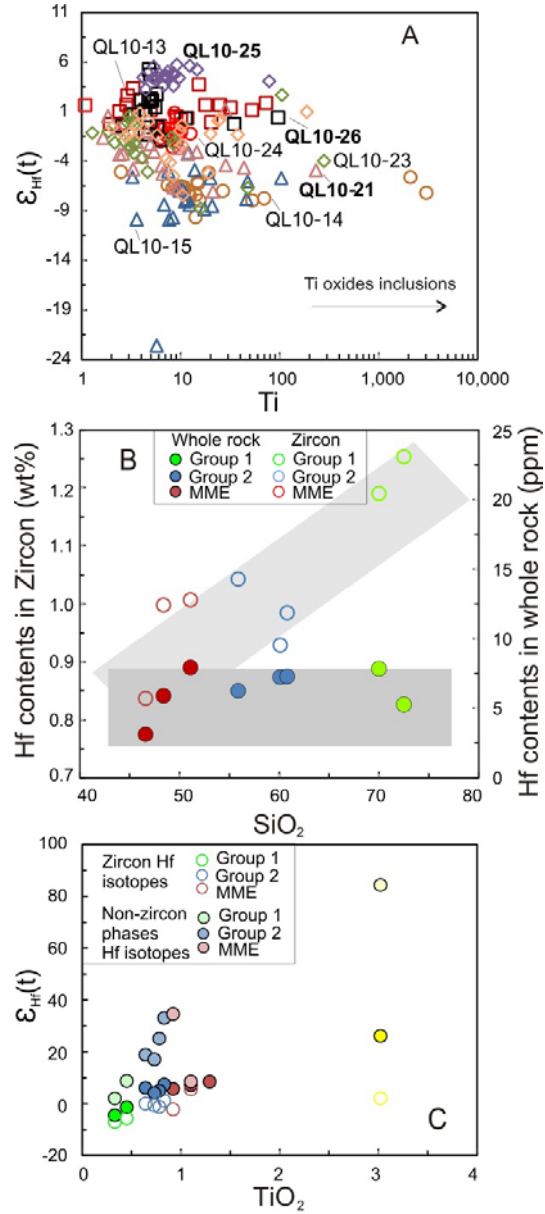 11
6
1
-4
-9
-14
-19
-24
A
QL10-13
QL10-25
QL10-26
QL10-24
QL10-23
QL10-21
QL10-14
QL10-15
Ti oxides inclusions
εHf(t)
1 10 100 1,000 10,000
Ti
1.3
1.2
1.1
1.0
0.9
0.8
0.7
B
Whole rock Zircon
Group 1 Group 1
Group 2 Group 2
MME MME
25
20
15
10
5
0
Hf contents in Zircon (wt%)
Hf contents in whole rock (ppm)
40 50 60 70 80
SiO₂
100
80
60
40
20
0
-20
Zircon Hf isotopes
Group 1
Group 2
MME
Non-zircon phases Hf isotopes
Group 1
Group 2
MME
εHf(t)
C
0 1 2 3 4
TiO₂